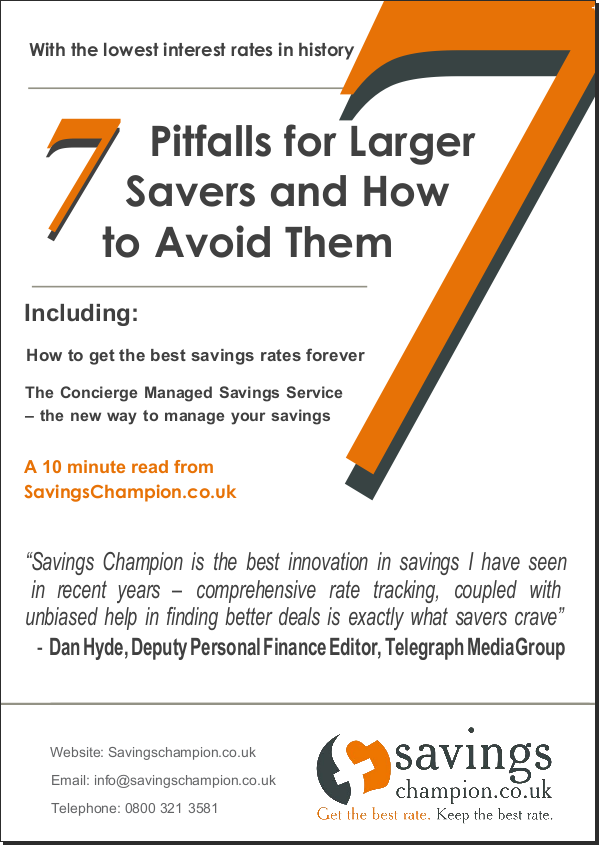 With the lowest interest rates in history
7
7
Pitfalls for Larger
Savers and How
to Avoid Them
Including:
How to get the best savings rates forever
The Concierge Managed Savings Service
– the new way to manage your savings
A 10 minute read from
SavingsChampion.co.uk
“Savings Champion is the best innovation in savings I have seen
in recent years – comprehensive rate tracking, coupled with
unbiased help in finding better deals is exactly what savers crave”
- Dan Hyde, Deputy Personal Finance Editor, Telegraph Media Group
Website: Savingschampion.co.uk
Email: info@savingschampion.co.uk
Telephone: 0800 321 3581
savings
champion.co.uk
Get the best rate. Keep the best rate.